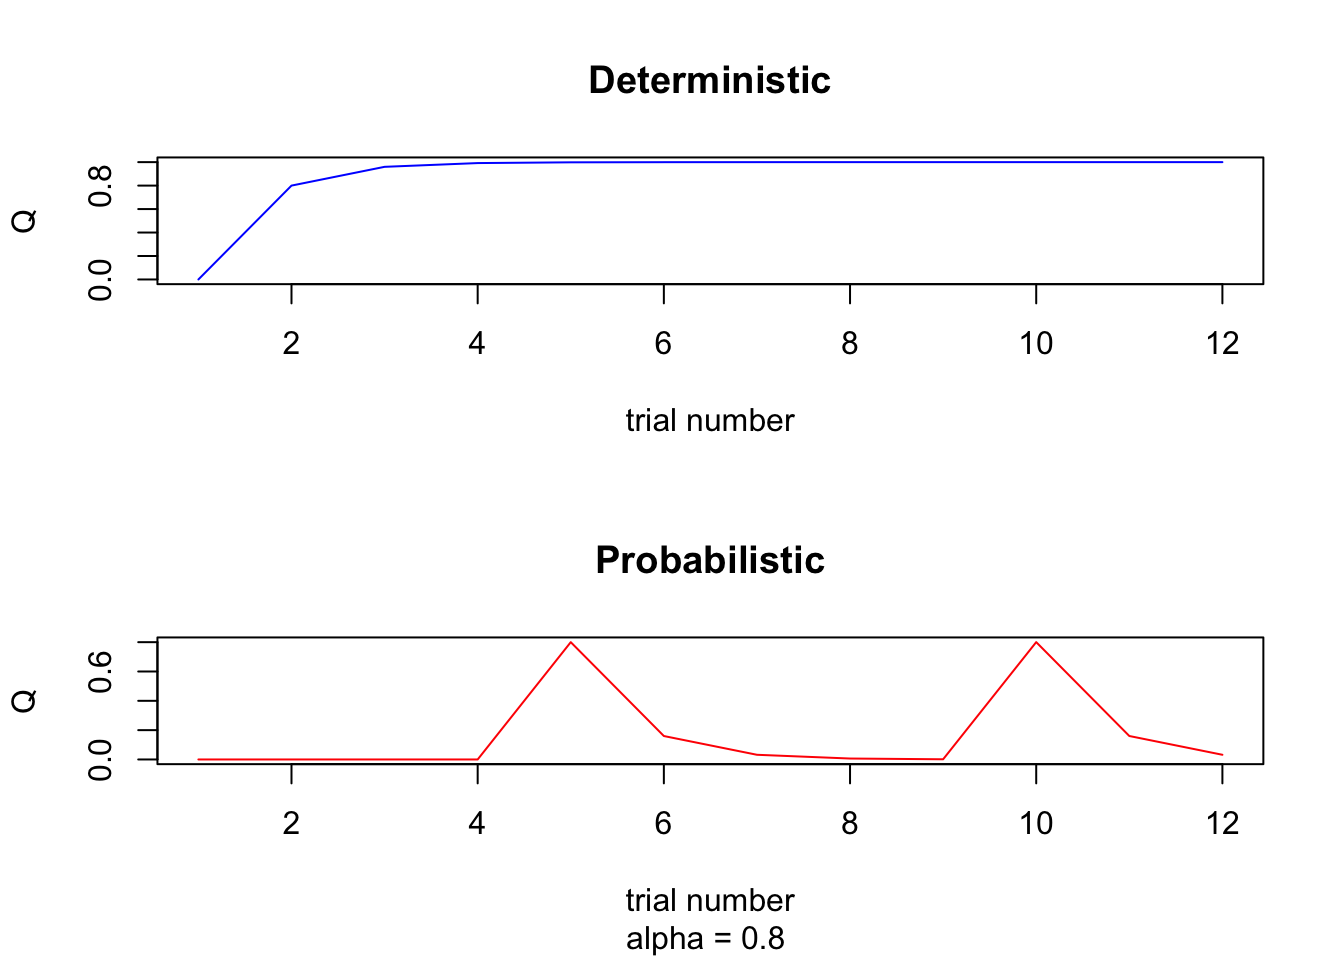 Deterministic
Q
0.8
0.0
2 4 6 8 10 12
trial number
Probabilistic
Q
0.6
0.0
2 4 6 8 10 12
trial number
alpha = 0.8